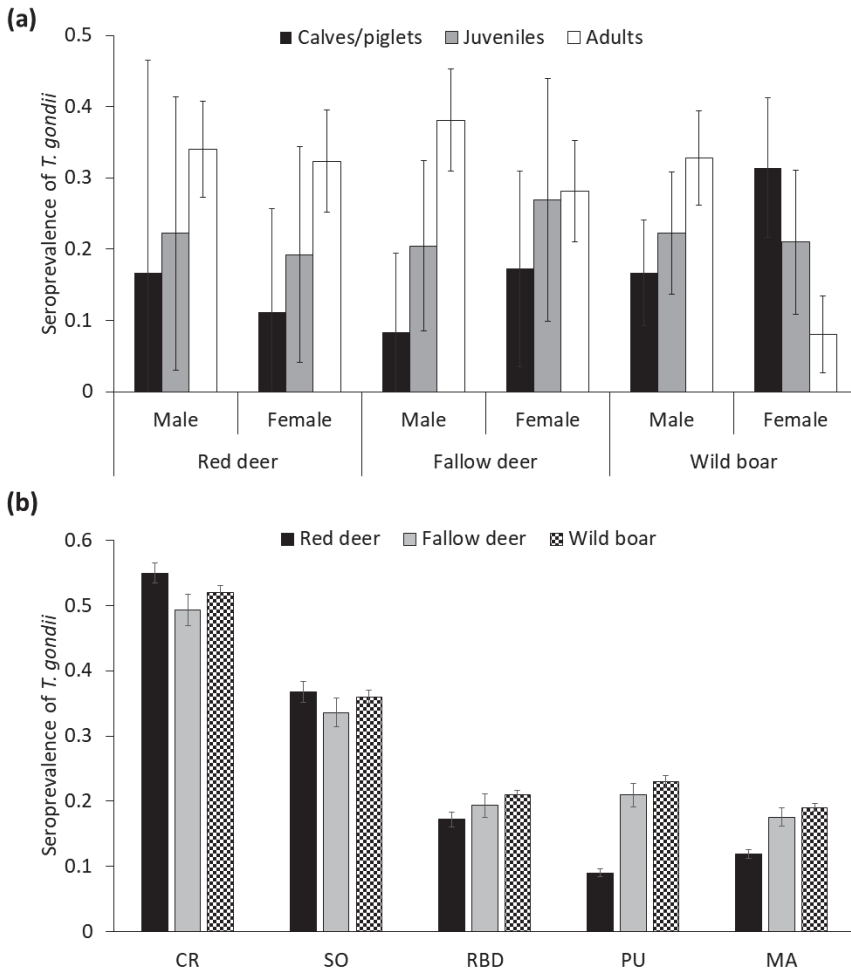 (a)
Calves/piglets Juveniles Adults
Seroprevalence of T. gondii
0.5
0.4
0.3
0.2
0.1
0
Male Female Male Female Male Female
Red deer Fallow deer Wild boar
(b)
Red deer Fallow deer Wild boar
Seroprevalence of T. gondii
0.6
0.5
0.4
0.3
0.2
0.1
0
CR SO RBD PU MA